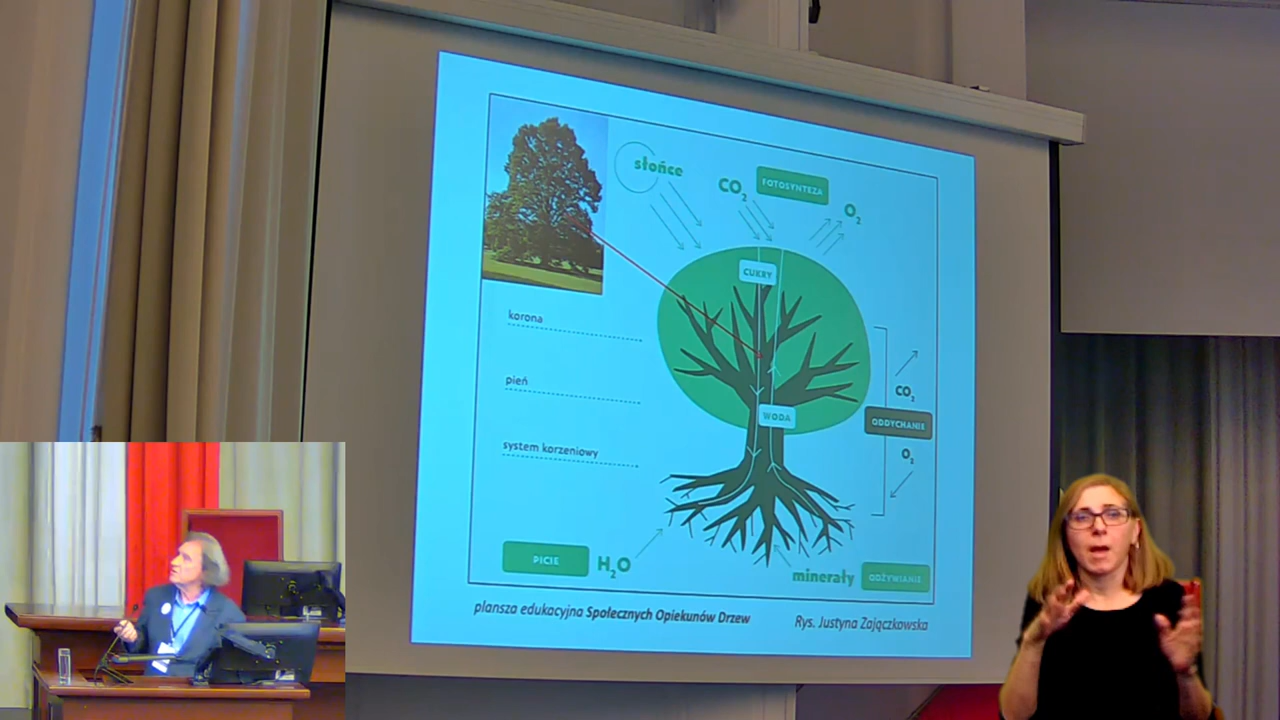 słońce
CO2
FOTOSYNTEZA
O2
CUKRY
korona
pień
WODA
CO2
ODDYCHANIE
O2
system korzeniowy
PICIE
H2O
minerały
ODŻYWIANIE
plansza edukacyjna Społecznych Opiekunów Drzew
Rys. Justyna Zajączkowska